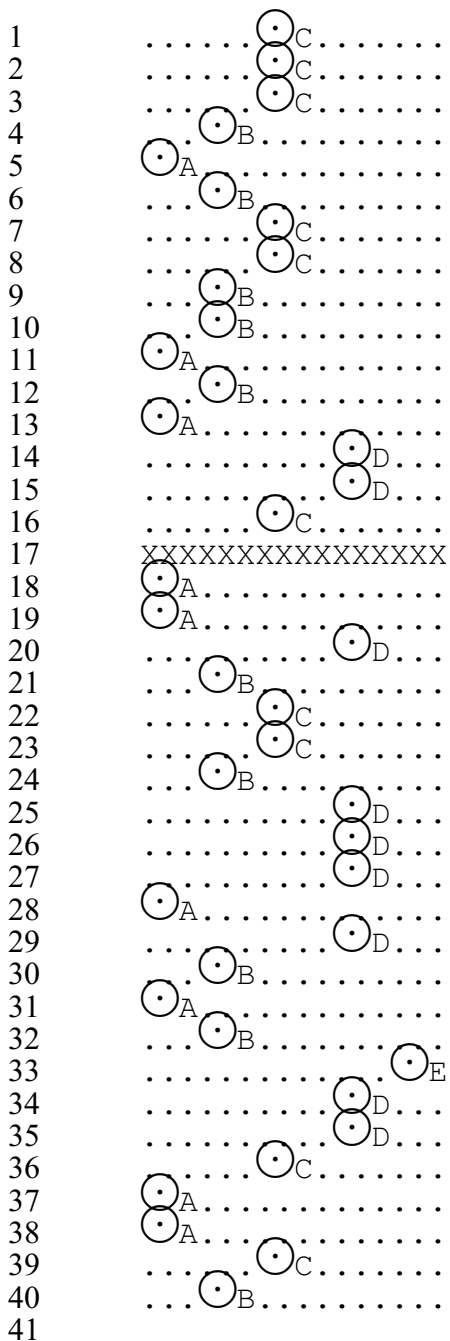 1 ......⊙C.......
2 ......⊙C.......
3 ......⊙C.......
4 ...⊙B..........
5 ⊙A.............
6 ...⊙B..........
7 ......⊙C.......
8 ......⊙C.......
9 ...⊙B..........
10 ...⊙B..........
11 ⊙A.............
12 ...⊙B..........
13 ⊙A.............
14 ..........⊙D...
15 ..........⊙D...
16 ......⊙C.......
17 XXXXXXXXXXXXXXXX
18 ⊙A.............
19 ⊙A.............
20 ..........⊙D...
21 ...⊙B..........
22 ......⊙C.......
23 ......⊙C.......
24 ...⊙B..........
25 ..........⊙D...
26 ..........⊙D...
27 ..........⊙D...
28 ⊙A.............
29 ..........⊙D...
30 ...⊙B..........
31 ⊙A.............
32 ...⊙B..........
33 .............⊙E
34 ..........⊙D...
35 ..........⊙D...
36 ......⊙C.......
37 ⊙A.............
38 ⊙A.............
39 ......⊙C.......
40 ...⊙B..........
41